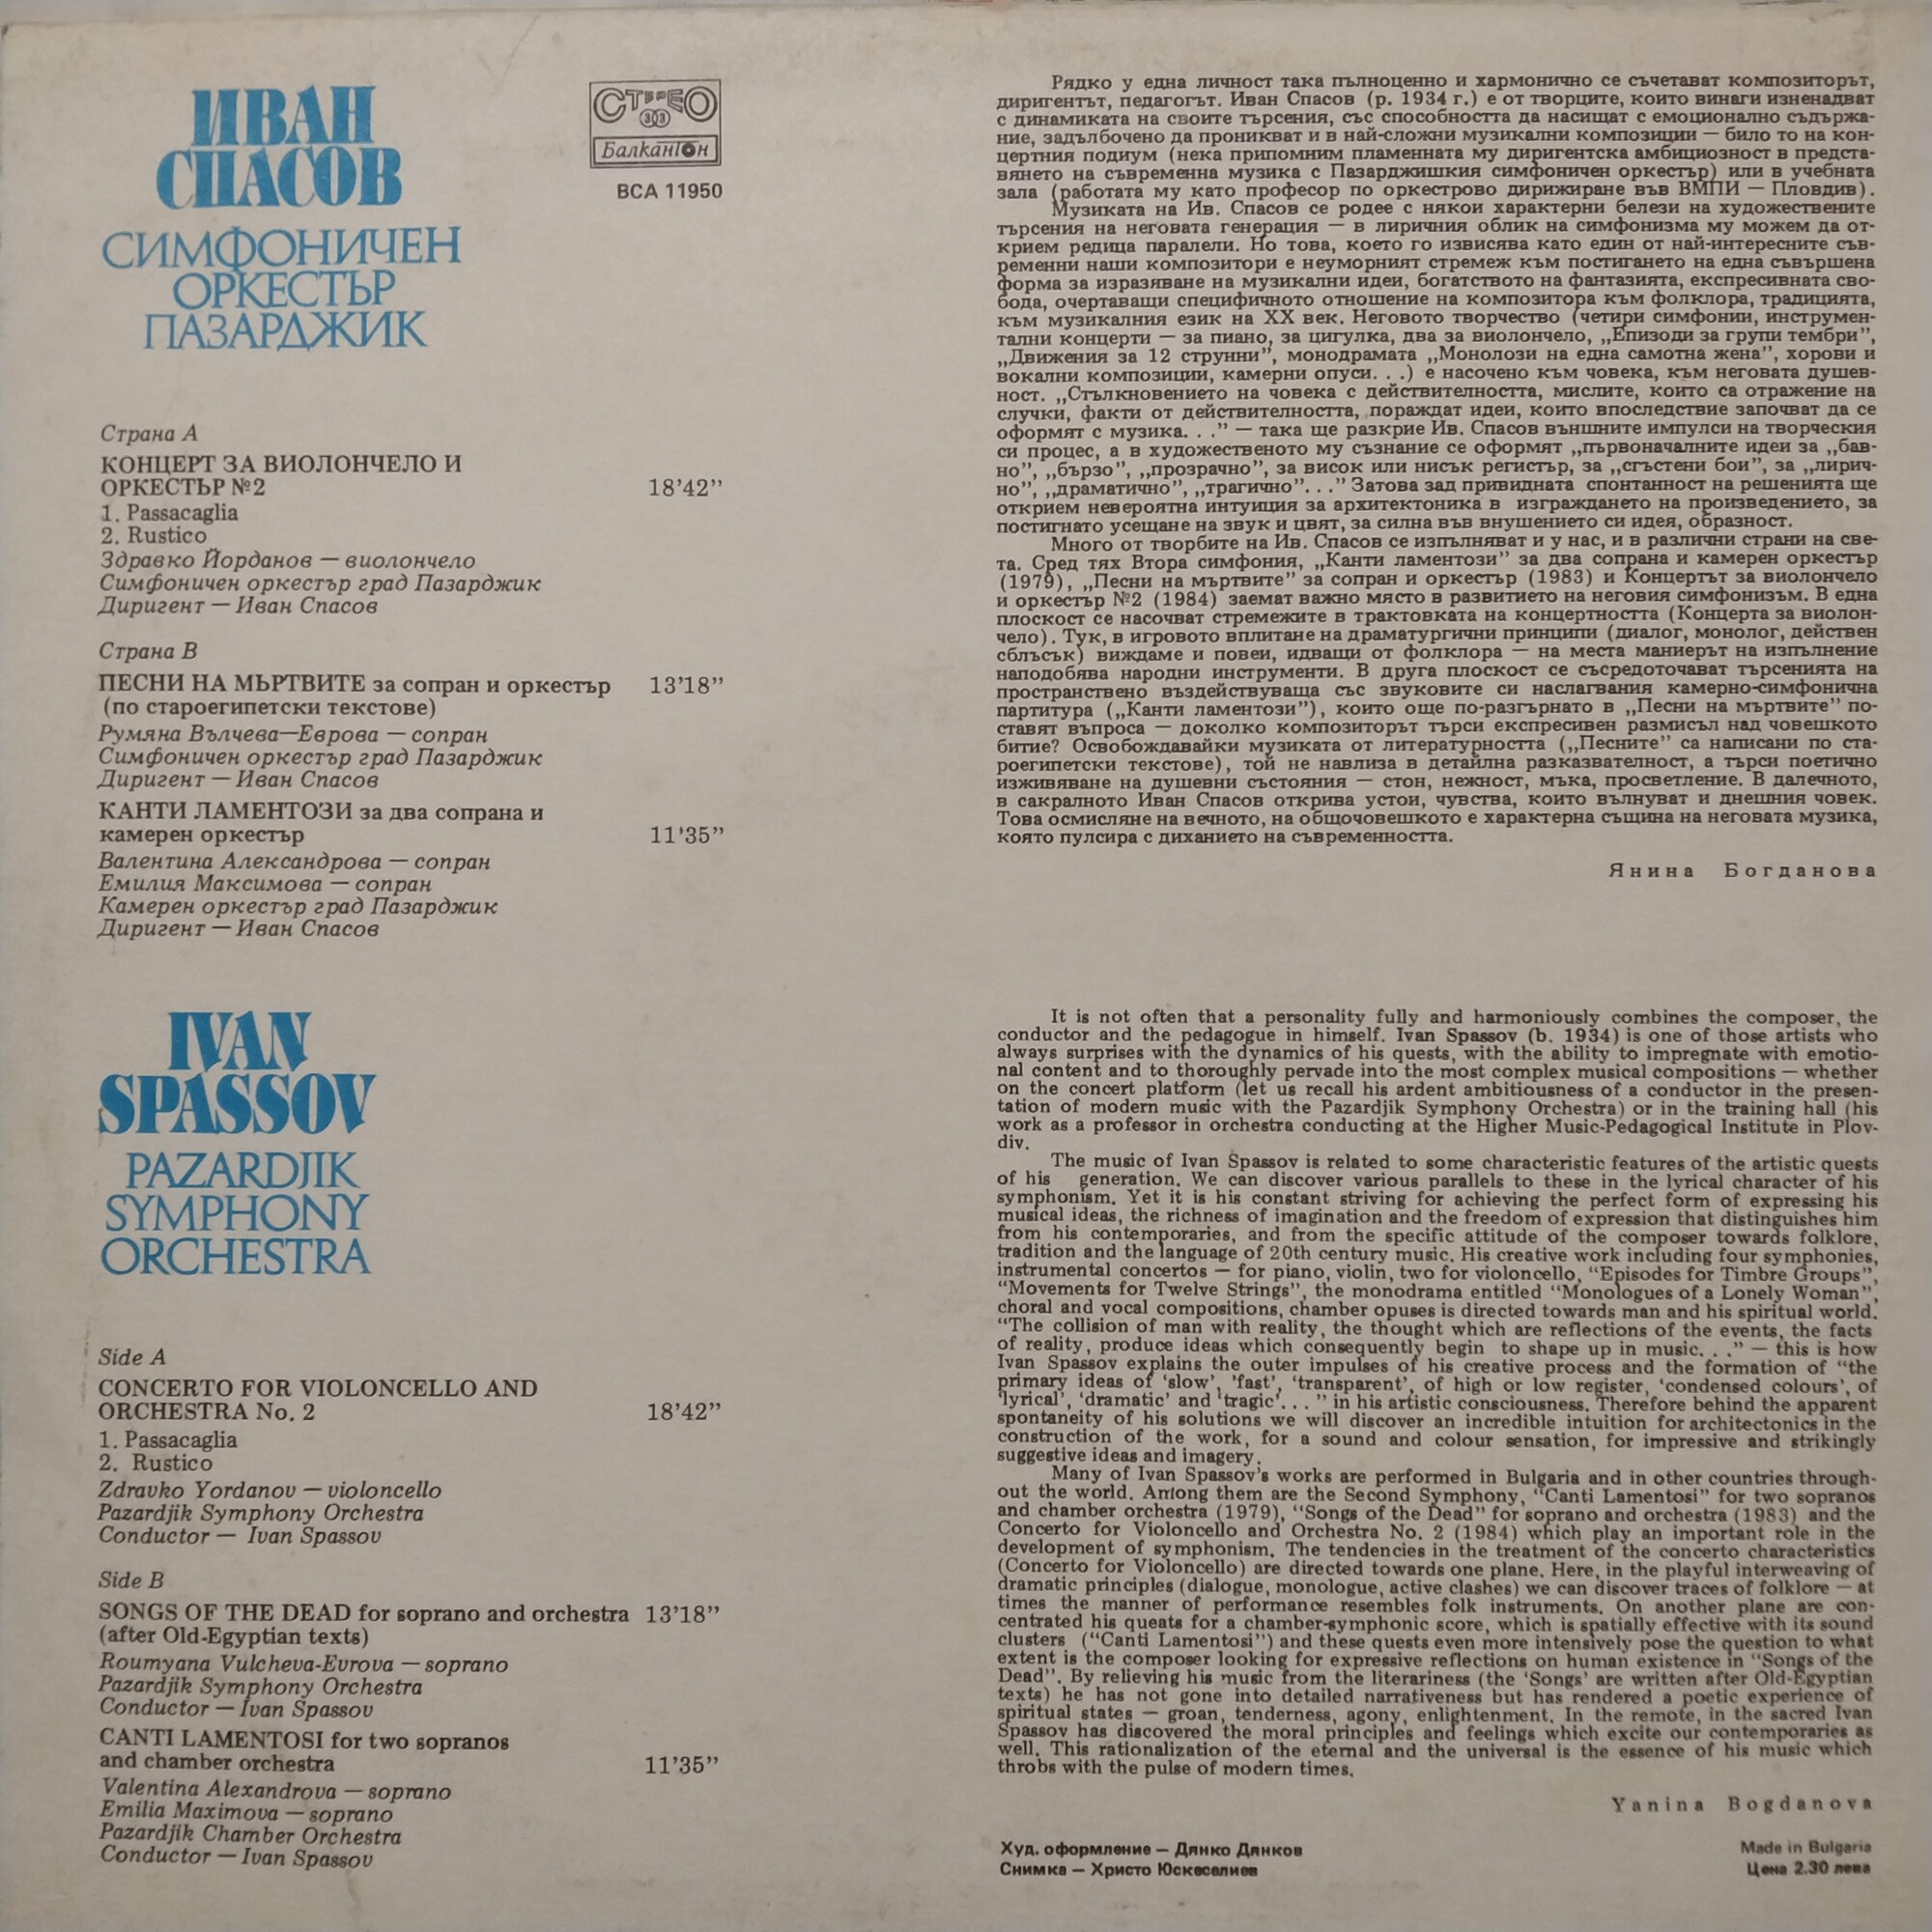 ИВАН
СПАСОВ
СИМФОНИЧЕН
ОРКЕСТЪР
ПАЗАРДЖИК
СТЕРЕО
33
Балкантон
ВСА 11950
Страна А
КОНЦЕРТ ЗА ВИОЛОНЧЕЛО И
ОРКЕСТЪР №2 18’42”
1. Passacaglia
2. Rustico
Здравко Йорданов — виолончело
Симфоничен оркестър град Пазарджик
Диригент — Иван Спасов
Страна В
ПЕСНИ НА МЪРТВИТЕ за сопран и оркестър 13’18”
(по староегипетски текстове)
Румяна Вълчева—Еврова — сопран
Симфоничен оркестър град Пазарджик
Диригент — Иван Спасов
КАНТИ ЛАМЕНТОЗИ за два сопрана и
камерен оркестър 11’35”
Валентина Александрова — сопран
Емилия Максимова — сопран
Камерен оркестър град Пазарджик
Диригент — Иван Спасов
Рядко у една личност така пълноценно и хармонично се съчетават композиторът,
диригентът, педагогът. Иван Спасов (р. 1934 г.) е от творците, които винаги изненадват
с динамиката на своите търсения, със способността да насищат с емоционално съдържа-
ние, задълбочено да проникват и в най-сложни музикални композиции — било то на кон-
цертния подиум (нека припомним пламенната му диригентска амбициозност в предста-
вянето на съвременна музика с Пазарджишкия симфоничен оркестър) или в учебната
зала (работата му като професор по оркестрово дирижиране във ВМПИ — Пловдив).
Музиката на Ив. Спасов се родее с някои характерни белези на художествените
търсения на неговата генерация — в лиричния облик на симфонизма му можем да от-
крием редица паралели. Но това, което го извисява като един от най-интересните съв-
ременни наши композитори е неуморният стремеж към постигането на една съвършена
форма за изразяване на музикални идеи, богатството на фантазията, експресивната сво-
бода, очертаващи специфичното отношение на композитора към фолклора, традицията,
към музикалния език на XX век. Неговото творчество (четири симфонии, инструмен-
тални концерти — за пиано, за цигулка, два за виолончело, „Епизоди за групи тембри”,
„Движения за 12 струнни”, монодрамата „Монолози на една самотна жена”, хорови и
вокални композиции, камерни опуси. . .) е насочено към човека, към неговата душев-
ност. „Стълкновението на човека с действителността, мислите, които са отражение на
случки, факти от действителността, пораждат идеи, които впоследствие започват да се
оформят с музика. . .” — така ще разкрие Ив. Спасов външните импулси на творческия
си процес, а в художественото му съзнание се оформят „първоначалните идеи за „бав-
но”, „бързо”, „прозрачно”, за висок или нисък регистър, за „сгъстени бои”, за „лирич-
но”, „драматично”, „трагично”. . .” Затова зад привидната спонтанност на решенията ще
открием невероятна интуиция за архитектоника в изграждането на произведението, за
постигнато усещане на звук и цвят, за силна във внушението си идея, образност.
Много от творбите на Ив. Спасов се изпълняват и у нас, и в различни страни на све-
та. Сред тях Втора симфония, „Канти ламентози” за два сопрана и камерен оркестър
(1979), „Песни на мъртвите” за сопран и оркестър (1983) и Концертът за виолончело
и оркестър №2 (1984) заемат важно място в развитието на неговия симфонизъм. В една
плоскост се насочват стремежите в трактовката на концертността (Концерта за виолон-
чело). Тук, в игровото вплитане на драматургични принципи (диалог, монолог, действен
сблъсък) виждаме и повеи, идващи от фолклора — на места маниерът на изпълнение
наподобява народни инструменти. В друга плоскост се съсредоточават търсенията на
пространствено въздействуваща със звуковите си наслагвания камерно-симфонична
партитура („Канти ламентози”), които още по-разгърнато в „Песни на мъртвите” по-
ставят въпроса — доколко композиторът търси експресивен размисъл над човешкото
битие? Освобождавайки музиката от литературността („Песните” са написани по ста-
роегипетски текстове), той не навлиза в детайлна разказвателност, а търси поетично
изживяване на душевни състояния — стон, нежност, мъка, просветление. В далечното,
в сакралното Иван Спасов открива устои, чувства, които вълнуват и днешния човек.
Това осмисляне на вечното, на общочовешкото е характерна същина на неговата музика,
която пулсира с диханието на съвременността.
Янина Богданова
IVAN
SPASSOV
PAZARDJIK
SYMPHONY
ORCHESTRA
Side A
CONCERTO FOR VIOLONCELLO AND
ORCHESTRA No. 2 18’42”
1. Passacaglia
2. Rustico
Zdravko Yordanov — violoncello
Pazardjik Symphony Orchestra
Conductor — Ivan Spassov
Side B
SONGS OF THE DEAD for soprano and orchestra 13’18”
(after Old-Egyptian texts)
Roumyana Vulcheva-Evrova — soprano
Pazardjik Symphony Orchestra
Conductor — Ivan Spassov
CANTI LAMENTOSI for two sopranos
and chamber orchestra 11’35”
Valentina Alexandrova — soprano
Emilia Maximova — soprano
Pazardjik Chamber Orchestra
Conductor — Ivan Spassov
It is not often that a personality fully and harmoniously combines the composer, the
conductor and the pedagogue in himself. Ivan Spassov (b. 1934) is one of those artists who
always surprises with the dynamics of his quests, with the ability to impregnate with emotio-
nal content and to thoroughly pervade into the most complex musical compositions — whether
on the concert platform (let us recall his ardent ambitiousness of a conductor in the presen-
tation of modern music with the Pazardjik Symphony Orchestra) or in the training hall (his
work as a professor in orchestra conducting at the Higher Music-Pedagogical Institute in Plov-
div.
The music of Ivan Spassov is related to some characteristic features of the artistic quests
of his generation. We can discover various parallels to these in the lyrical character of his
symphonism. Yet it is his constant striving for achieving the perfect form of expressing his
musical ideas, the richness of imagination and the freedom of expression that distinguishes him
from his contemporaries, and from the specific attitude of the composer towards folklore,
tradition and the language of 20th century music. His creative work including four symphonies,
instrumental concertos — for piano, violin, two for violoncello, “Episodes for Timbre Groups”,
“Movements for Twelve Strings”, the monodrama entitled “Monologues of a Lonely Woman”,
choral and vocal compositions, chamber opuses is directed towards man and his spiritual world.
“The collision of man with reality, the thought which are reflections of the events, the facts
of reality, produce ideas which consequently begin to shape up in music. . .” — this is how
Ivan Spassov explains the outer impulses of his creative process and the formation of “the
primary ideas of ‘slow’, ‘fast’, ‘transparent’, of high or low register, ‘condensed colours’, of
‘lyrical’, ‘dramatic’ and ‘tragic’. . . ” in his artistic consciousness. Therefore behind the apparent
spontaneity of his solutions we will discover an incredible intuition for architectonics in the
construction of the work, for a sound and colour sensation, for impressive and strikingly
suggestive ideas and imagery.
Many of Ivan Spassov’s works are performed in Bulgaria and in other countries through-
out the world. Among them are the Second Symphony, “Canti Lamentosi” for two sopranos
and chamber orchestra (1979), “Songs of the Dead” for soprano and orchestra (1983) and the
Concerto for Violoncello and Orchestra No. 2 (1984) which play an important role in the
development of symphonism. The tendencies in the treatment of the concerto characteristics
(Concerto for Violoncello) are directed towards one plane. Here, in the playful interweaving of
dramatic principles (dialogue, monologue, active clashes) we can discover traces of folklore — at
times the manner of performance resembles folk instruments. On another plane are con-
centrated his queats for a chamber-symphonic score, which is spatially effective with its sound
clusters (“Canti Lamentosi”) and these quests even more intensively pose the question to what
extent is the composer looking for expressive reflections on human existence in “Songs of the
Dead”. By relieving his music from the literariness (the ‘Songs’ are written after Old-Egyptian
texts) he has not gone into detailed narrativeness but has rendered a poetic experience of
spiritual states — groan, tenderness, agony, enlightenment. In the remote, in the sacred Ivan
Spassov has discovered the moral principles and feelings which excite our contemporaries as
well. This rationalization of the eternal and the universal is the essence of his music which
throbs with the pulse of modern times.
Yanina Bogdanova
Худ. оформление — Дянко Дянков
Снимка — Христо Юскеселиев
Made in Bulgaria
Цена 2.30 лева